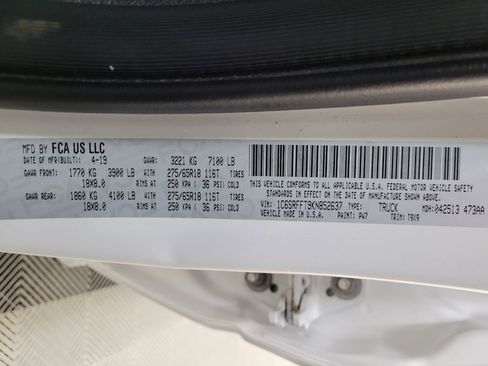 MFD BY FCA US LLC
DATE OF MFR(BUILT): 4-19 GVWR: 3221 KG 7100 LB
GAWR FRONT: 1770 KG 3900 LB WITH 275/65R18 116T
18X8.0 RIMS AT 250 KPA ( 36 PSI) COLD
GAWR REAR: 1860 KG 4100 LB WITH 275/65R18 116T
18X8.0 RIMS AT 250 KPA ( 36 PSI) COLD
THIS VEHICLE CONFORMS TO ALL APPLICABLE U.S.A. FEDERAL MOTOR VEHICLE SAFETY
STANDARDS IN EFFECT ON THE DATE OF MANUFACTURE SHOWN ABOVE.
VIN: 1C6SRFFT9KN852637 TYPE: TRUCK MDH: 042513 473AA
VEHICLE MADE IN U.S.A. PAINT: PW7 TRIM: T9X9